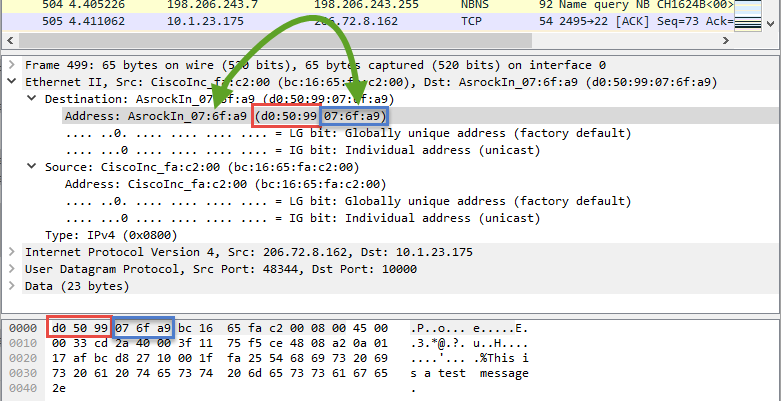 504 4.405226 198.206.243.7 198.206.243.255 NBNS 92 Name query NB CH1624B<00>
505 4.411062 10.1.23.175 206.72.8.162 TCP 54 2495→22 [ACK] Seq=73 Ack=
Frame 499: 65 bytes on wire (520 bits), 65 bytes captured (520 bits) on interface 0
Ethernet II, Src: CiscoInc_fa:c2:00 (bc:16:65:fa:c2:00), Dst: AsrockIn_07:6f:a9 (d0:50:99:07:6f:a9)
Destination: AsrockIn_07:6f:a9 (d0:50:99:07:6f:a9)
Address: AsrockIn_07:6f:a9 (d0:50:99:07:6f:a9)
.... ..0. .... .... .... .... = LG bit: Globally unique address (factory default)
.... ...0 .... .... .... .... = IG bit: Individual address (unicast)
Source: CiscoInc_fa:c2:00 (bc:16:65:fa:c2:00)
Address: CiscoInc_fa:c2:00 (bc:16:65:fa:c2:00)
.... ..0. .... .... .... .... = LG bit: Globally unique address (factory default)
.... ...0 .... .... .... .... = IG bit: Individual address (unicast)
Type: IPv4 (0x0800)
Internet Protocol Version 4, Src: 206.72.8.162, Dst: 10.1.23.175
User Datagram Protocol, Src Port: 48344, Dst Port: 10000
Data (23 bytes)
0000 d0 50 99 07 6f a9 bc 16 65 fa c2 00 08 00 45 00 .P..o... e.....E.
0010 00 33 cd 2a 40 00 3f 11 75 f5 ce 48 08 a2 0a 01 .3.*@.?. u..H....
0020 17 af bc d8 27 10 00 1f fa 25 54 68 69 73 20 69 ....'... .%This i
0030 73 20 61 20 74 65 73 74 20 6d 65 73 73 61 67 65 s a test message
0040 2e .